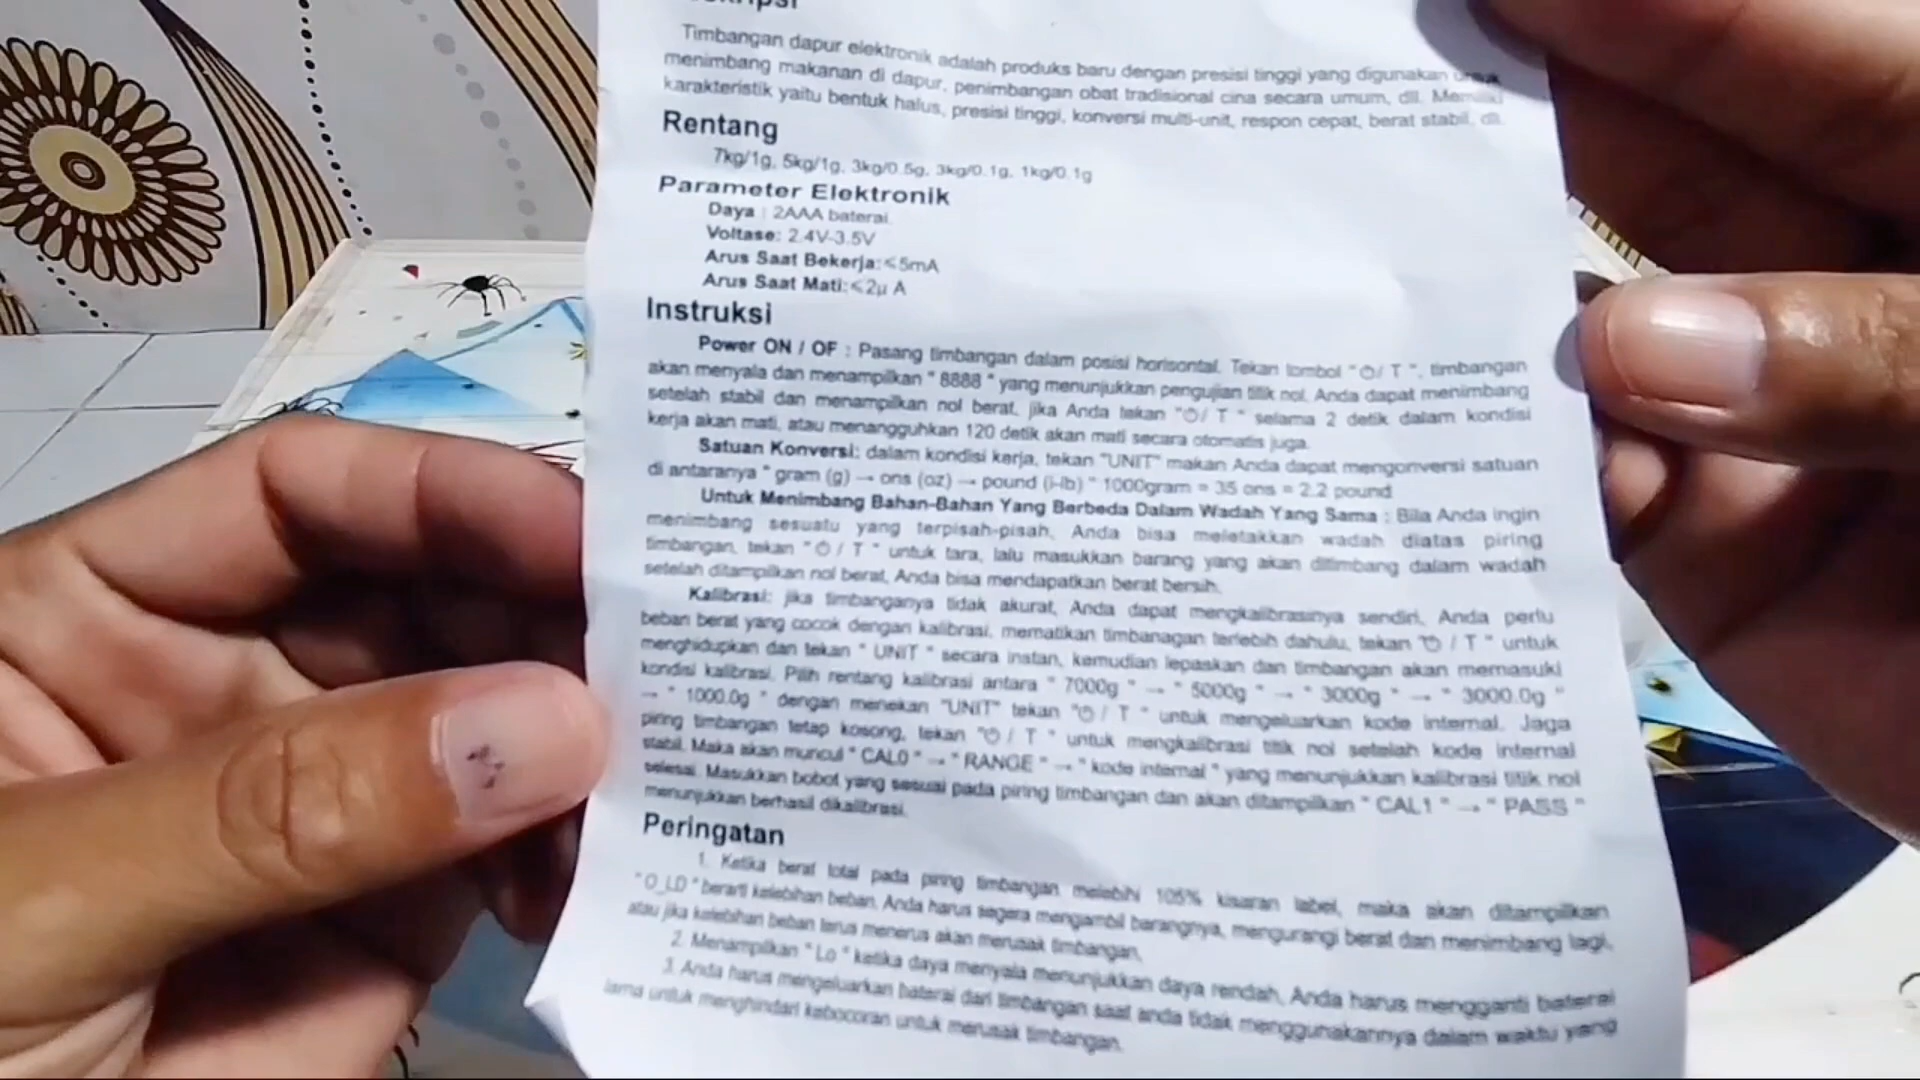 Timbangan dapur elektronik adalah produks baru dengan presisi tinggi yang digunakan untuk
menimbang makanan di dapur, penimbangan obat tradisional cina secara umum, dll. Memiliki
karakteristik yaitu bentuk halus, presisi tinggi, konversi multi-unit, respon cepat, berat stabil, dll.
Rentang
7kg/1g, 5kg/1g, 3kg/0.5g, 3kg/0.1g, 1kg/0.1g
Parameter Elektronik
Daya : 2AAA baterai.
Voltase: 2.4V-3.5V
Arus Saat Bekerja:≤5mA
Arus Saat Mati:≤2μ A
Instruksi
Power ON / OF : Pasang timbangan dalam posisi horisontal. Tekan tombol "⏻/ T ", timbangan
akan menyala dan menampilkan " 8888 " yang menunjukkan pengujian titik nol. Anda dapat menimbang
setelah stabil dan menampilkan nol berat, jika Anda tekan "⏻/ T " selama 2 detik dalam kondisi
kerja akan mati, atau menangguhkan 120 detik akan mati secara otomatis juga.
Satuan Konversi: dalam kondisi kerja, tekan "UNIT" makan Anda dapat mengonversi satuan
di antaranya " gram (g) → ons (oz) → pound (i-lb) " 1000gram = 35 ons = 2.2 pound
Untuk Menimbang Bahan-Bahan Yang Berbeda Dalam Wadah Yang Sama : Bila Anda ingin
menimbang sesuatu yang terpisah-pisah, Anda bisa meletakkan wadah diatas piring
timbangan, tekan " ⏻ / T " untuk tara, lalu masukkan barang yang akan ditimbang dalam wadah
setelah ditampilkan nol berat, Anda bisa mendapatkan berat bersih.
Kalibrasi: jika timbanganya tidak akurat, Anda dapat mengkalibrasinya sendiri, Anda perlu
beban berat yang cocok dengan kalibrasi, mematikan timbanagan terlebih dahulu, tekan "⏻ / T " untuk
menghidupkan dan tekan " UNIT " secara instan, kemudian lepaskan dan timbangan akan memasuki
kondisi kalibrasi. Pilih rentang kalibrasi antara " 7000g " → " 5000g " → " 3000g " → " 3000.0g "
→ " 1000.0g " dengan menekan "UNIT" tekan "⏻ / T " untuk mengeluarkan kode internal. Jaga
piring timbangan tetap kosong, tekan "⏻ / T " untuk mengkalibrasi titik nol setelah kode internal
stabil. Maka akan muncul " CAL0 " → " RANGE " → " kode internal " yang menunjukkan kalibrasi titik nol
selesai. Masukkan bobot yang sesuai pada piring timbangan dan akan ditampilkan " CAL1 " → " PASS "
menunjukkan berhasil dikalibrasi.
Peringatan
1. Ketika berat total pada piring timbangan melebihi 105% kisaran label, maka akan ditampilkan
" O_LD " berarti kelebihan beban. Anda harus segera mengambil barangnya, mengurangi berat dan menimbang lagi,
atau jika kelebihan beban terus menerus akan merusak timbangan.
2. Menampilkan " Lo " ketika daya menyala menunjukkan daya rendah, Anda harus mengganti baterai
3. Anda harus mengeluarkan baterai dari timbangan saat anda tidak menggunakannya dalam waktu yang
lama untuk menghindari kebocoran untuk merusak timbangan.